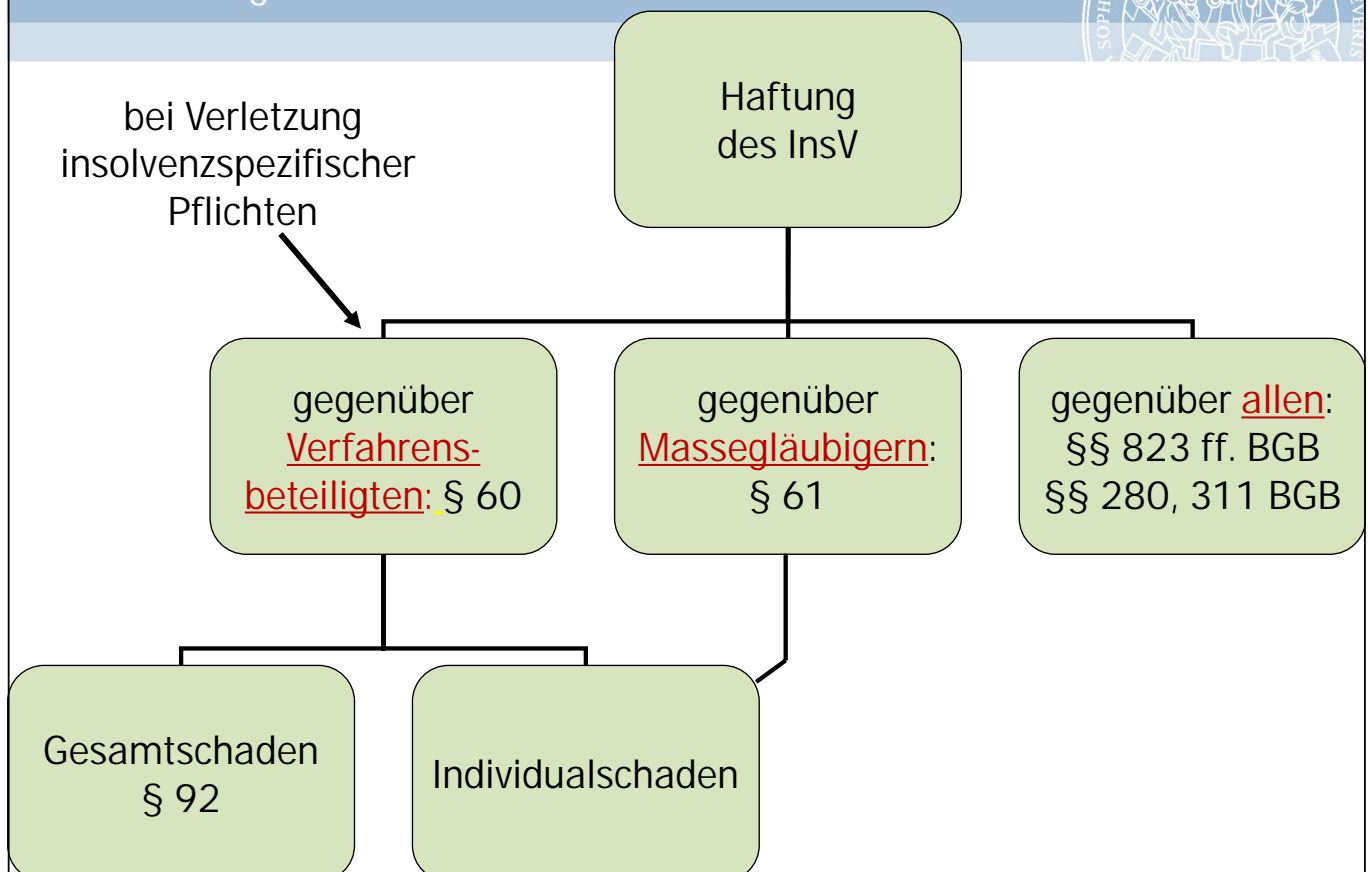 bei Verletzung
insolvenzspezifischer
Pflichten
Haftung
des InsV
gegenüber
Verfahrens-
beteiligten: § 60
gegenüber
Massegläubigern:
§ 61
gegenüber allen:
§§ 823 ff. BGB
§§ 280, 311 BGB
Gesamtschaden
§ 92
Individualschaden